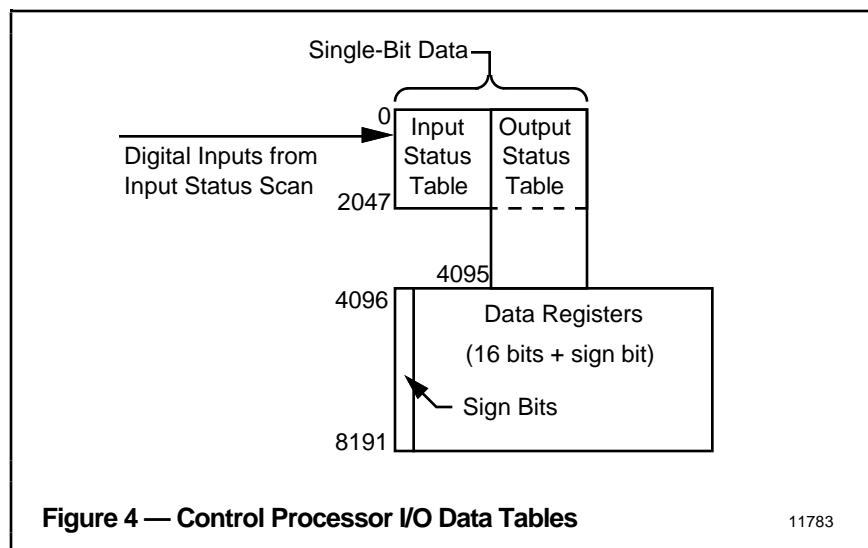 Single-Bit Data
0
Input
Status
Table
Output
Status
Table
Digital Inputs from
Input Status Scan
2047
4095
4096
Data Registers
(16 bits + sign bit)
Sign Bits
8191
Figure 4 — Control Processor I/O Data Tables
11783